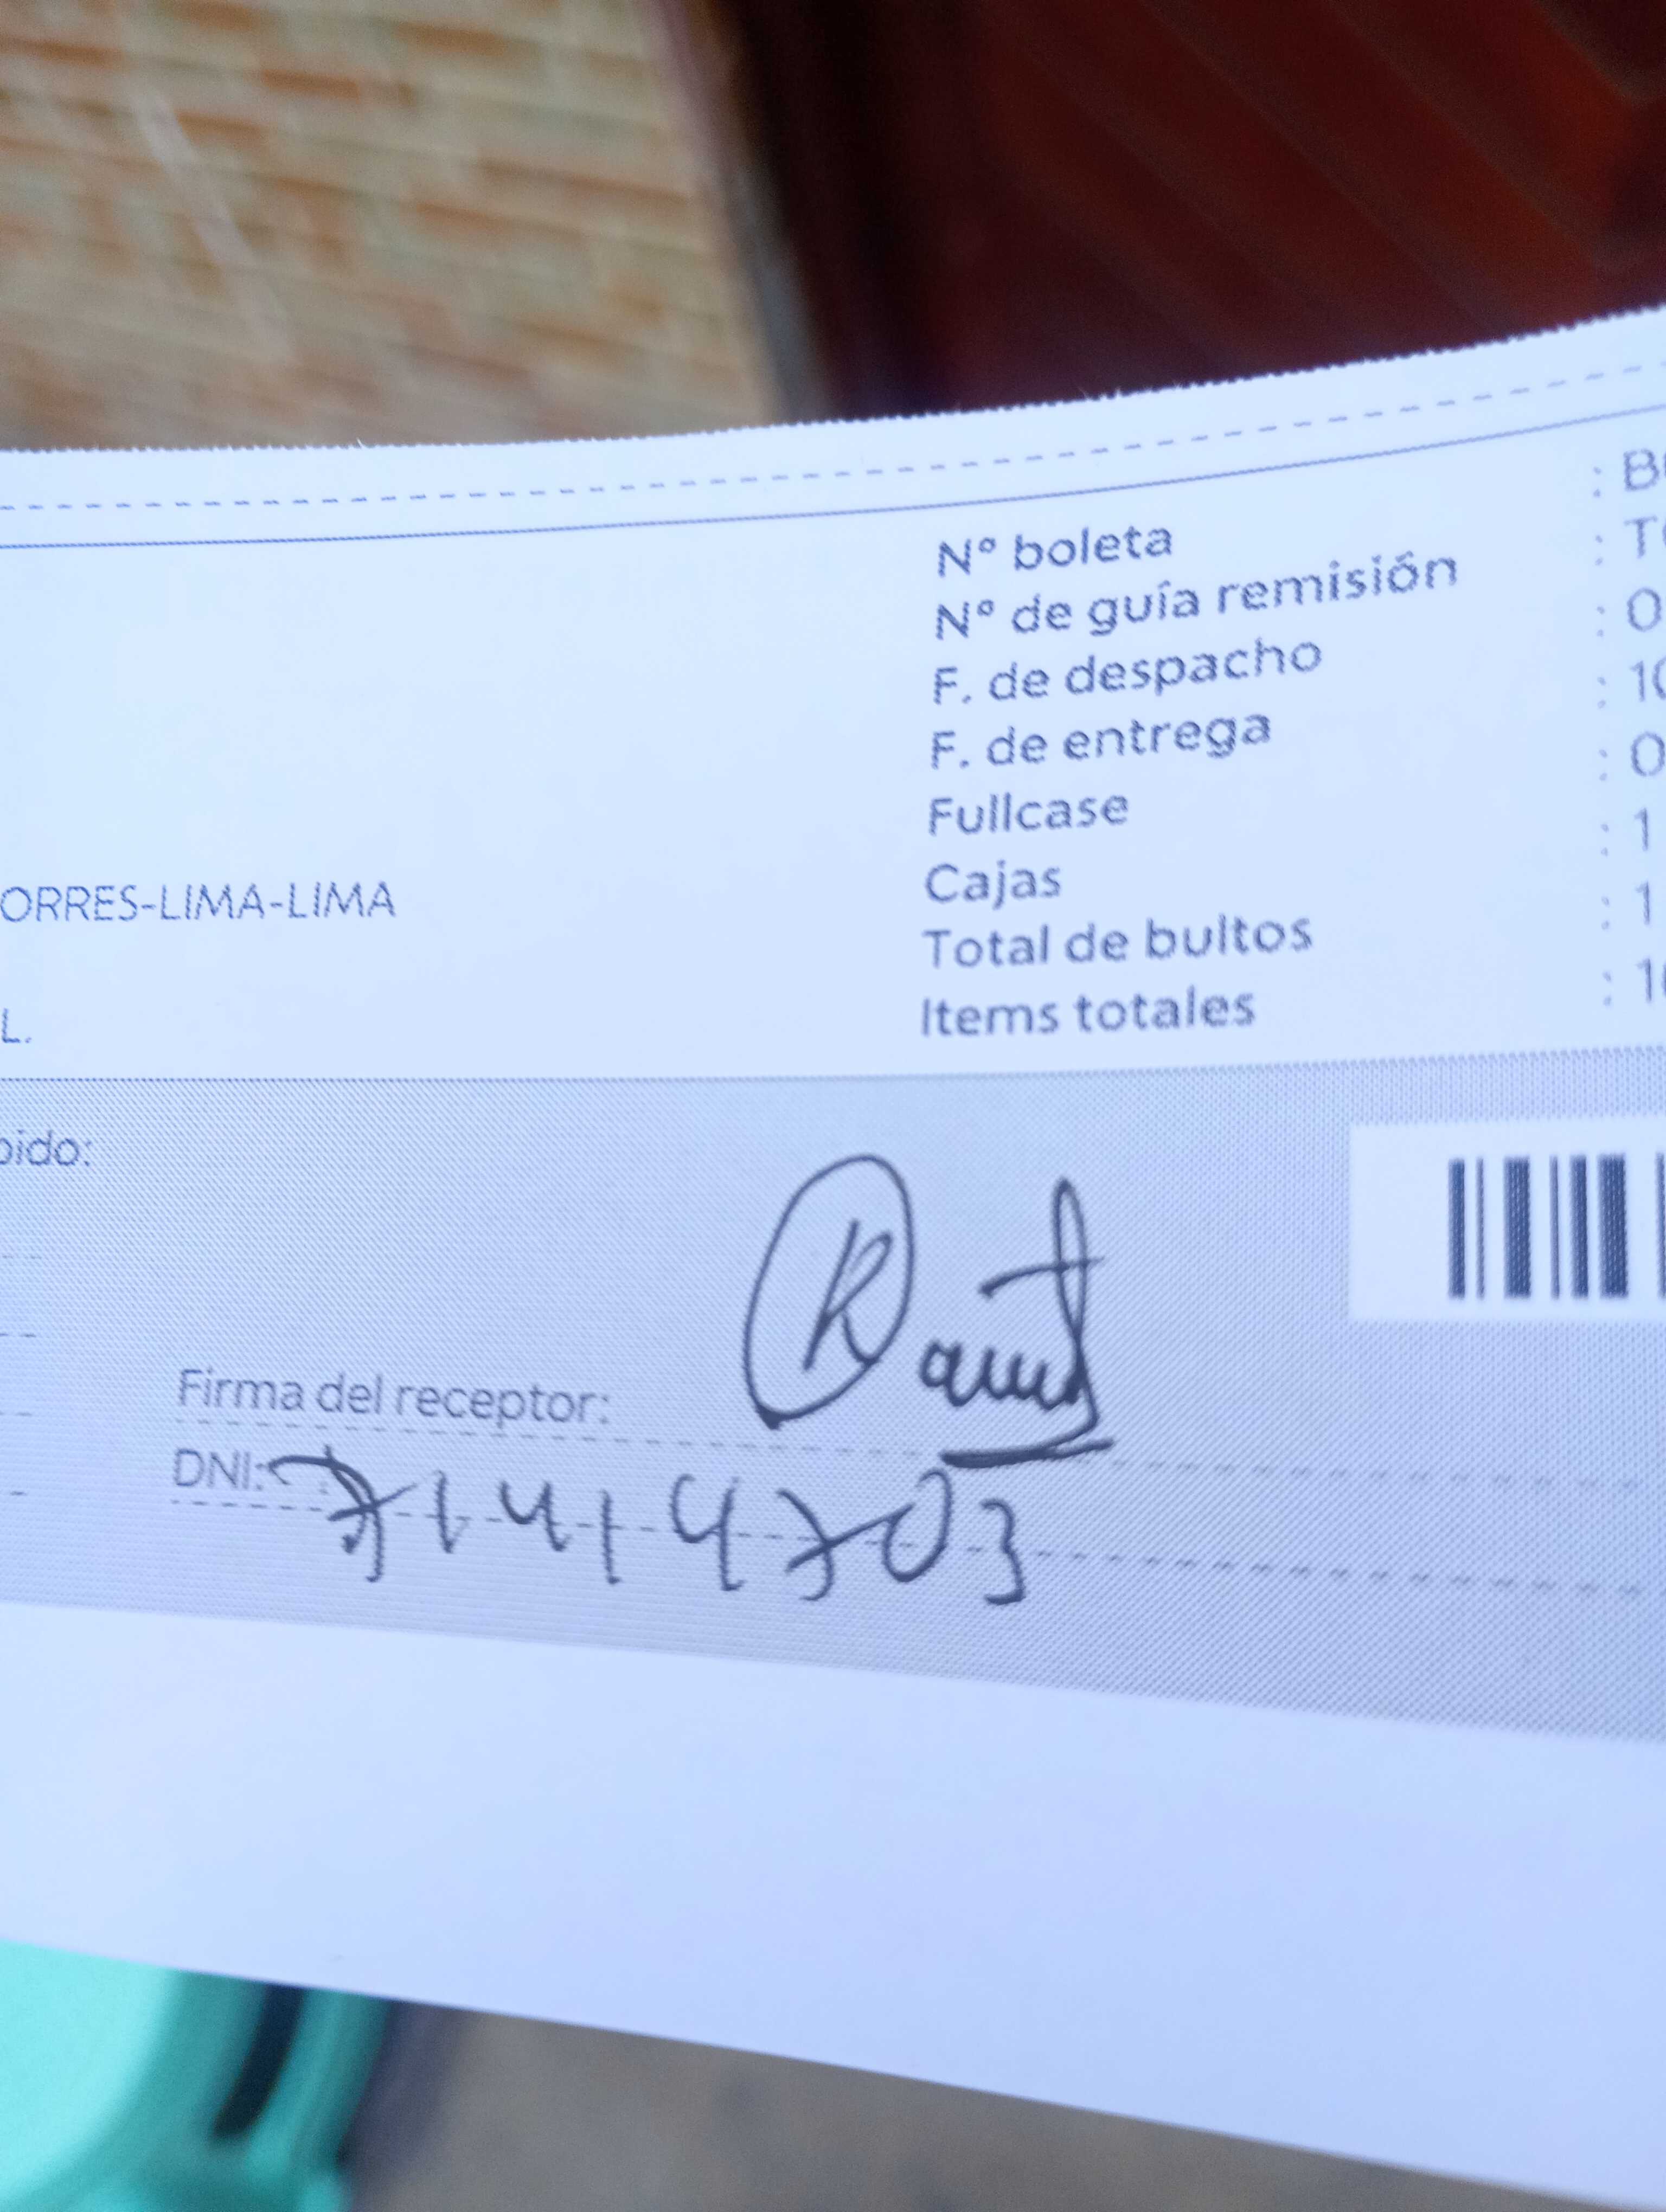 Nº boleta
Nº de guía remisión
F. de despacho
F. de entrega
Fullcase : 0
Cajas : 1
Total de bultos : 1
Items totales
ORRES-LIMA-LIMA
L.
bido:
Firma del receptor:
DNI: 71414703